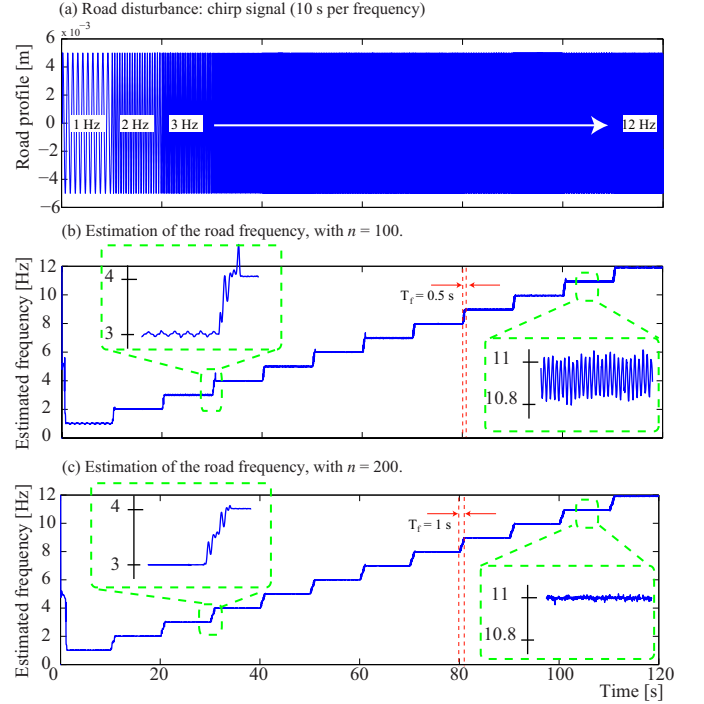 (a) Road disturbance: chirp signal (10 s per frequency)
x 10⁻³
Road profile [m]
6
4
2
0
−2
−4
−6
1 Hz
2 Hz
3 Hz
12 Hz
(b) Estimation of the road frequency, with n = 100.
Estimated frequency [Hz]
12
10
8
6
4
2
0
4
3
T_f = 0.5 s
11
10.8
(c) Estimation of the road frequency, with n = 200.
Estimated frequency [Hz]
12
10
8
6
4
2
0
4
3
T_f = 1 s
11
10.8
0
20
40
60
80
100
120
Time [s]